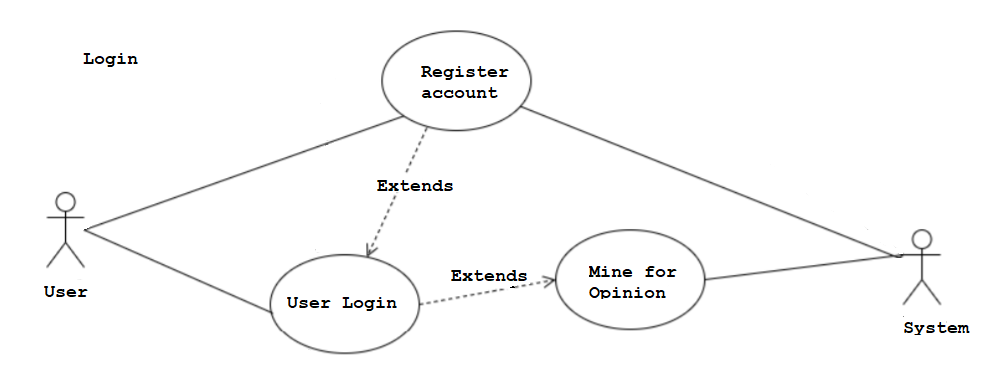 Login
Register
account
Extends
User
User Login
Extends
Mine for
Opinion
System